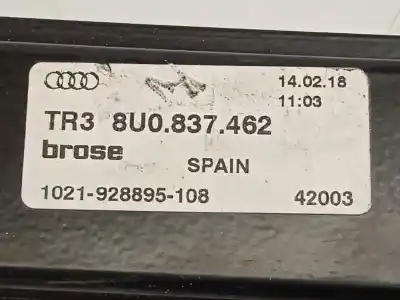 14.02.18
11:03
TR3 8U0.837.462
brose
SPAIN
1021-928895-108 42003